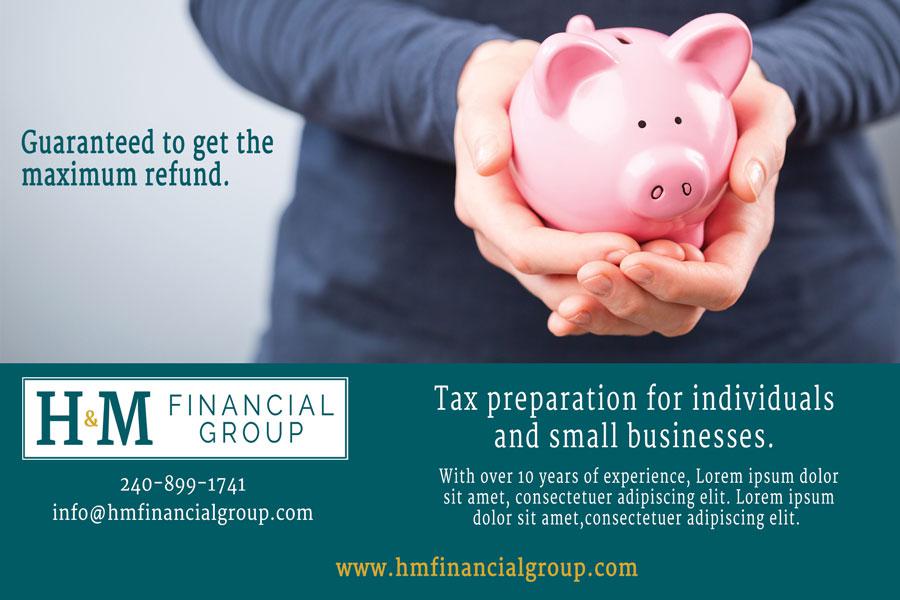 Guaranteed to get the
maximum refund.
H&M FINANCIAL
GROUP
240-899-1741
info@hmfinancialgroup.com
Tax preparation for individuals
and small businesses.
With over 10 years of experience, Lorem ipsum dolor
sit amet, consectetuer adipiscing elit. Lorem ipsum
dolor sit amet,consectetuer adipiscing elit.
www.hmfinancialgroup.com